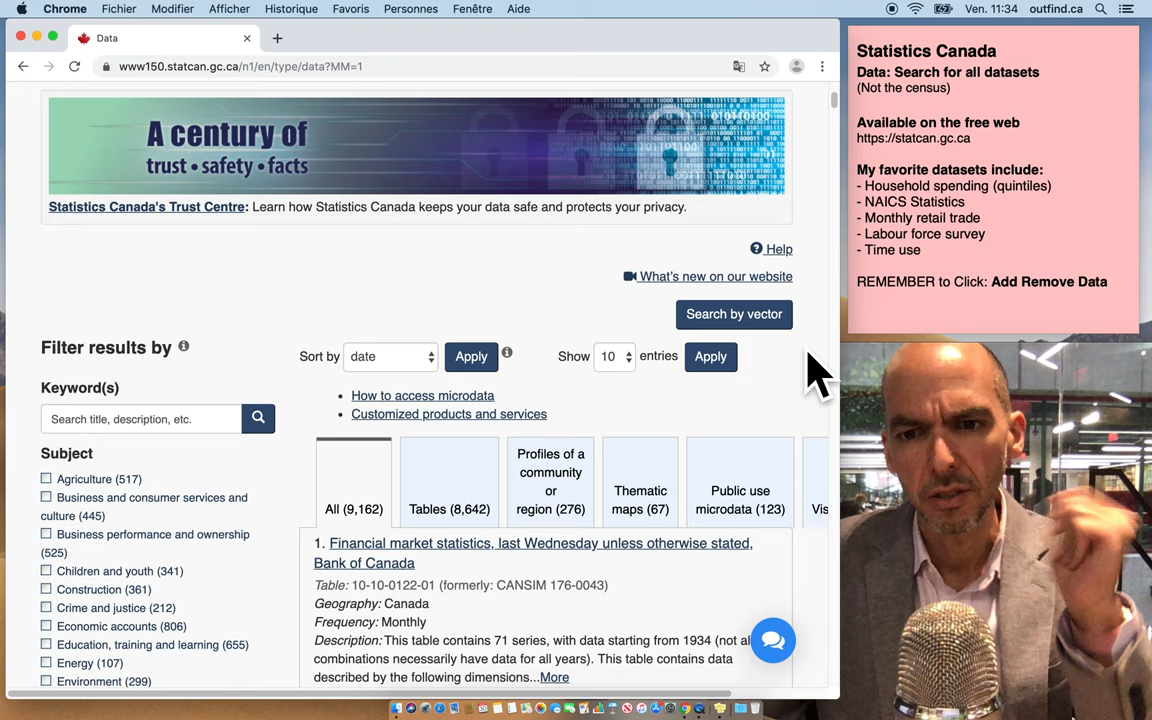 Chrome Fichier Modifier Afficher Historique Favoris Personnes Fenêtre Aide Ven. 11:34 outfind.ca
Data
www150.statcan.gc.ca/n1/en/type/data?MM=1
A century of
trust • safety • facts
Statistics Canada's Trust Centre: Learn how Statistics Canada keeps your data safe and protects your privacy.
Help
What's new on our website
Search by vector
Filter results by
Sort by date Apply Show 10 entries Apply
Keyword(s)
Search title, description, etc.
• How to access microdata
• Customized products and services
Subject
Agriculture (517)
Business and consumer services and
culture (445)
Business performance and ownership
(525)
Children and youth (341)
Construction (361)
Crime and justice (212)
Economic accounts (806)
Education, training and learning (655)
Energy (107)
Environment (299)
All (9,162)
Tables (8,642)
Profiles of a
community
or
region (276)
Thematic
maps (67)
Public use
microdata (123)
Vis
1. Financial market statistics, last Wednesday unless otherwise stated,
Bank of Canada
Table: 10-10-0122-01 (formerly: CANSIM 176-0043)
Geography: Canada
Frequency: Monthly
Description: This table contains 71 series, with data starting from 1934 (not al
combinations necessarily have data for all years). This table contains data
described by the following dimensions...More
Statistics Canada
Data: Search for all datasets
(Not the census)
Available on the free web
https://statcan.gc.ca
My favorite datasets include:
- Household spending (quintiles)
- NAICS Statistics
- Monthly retail trade
- Labour force survey
- Time use
REMEMBER to Click: Add Remove Data